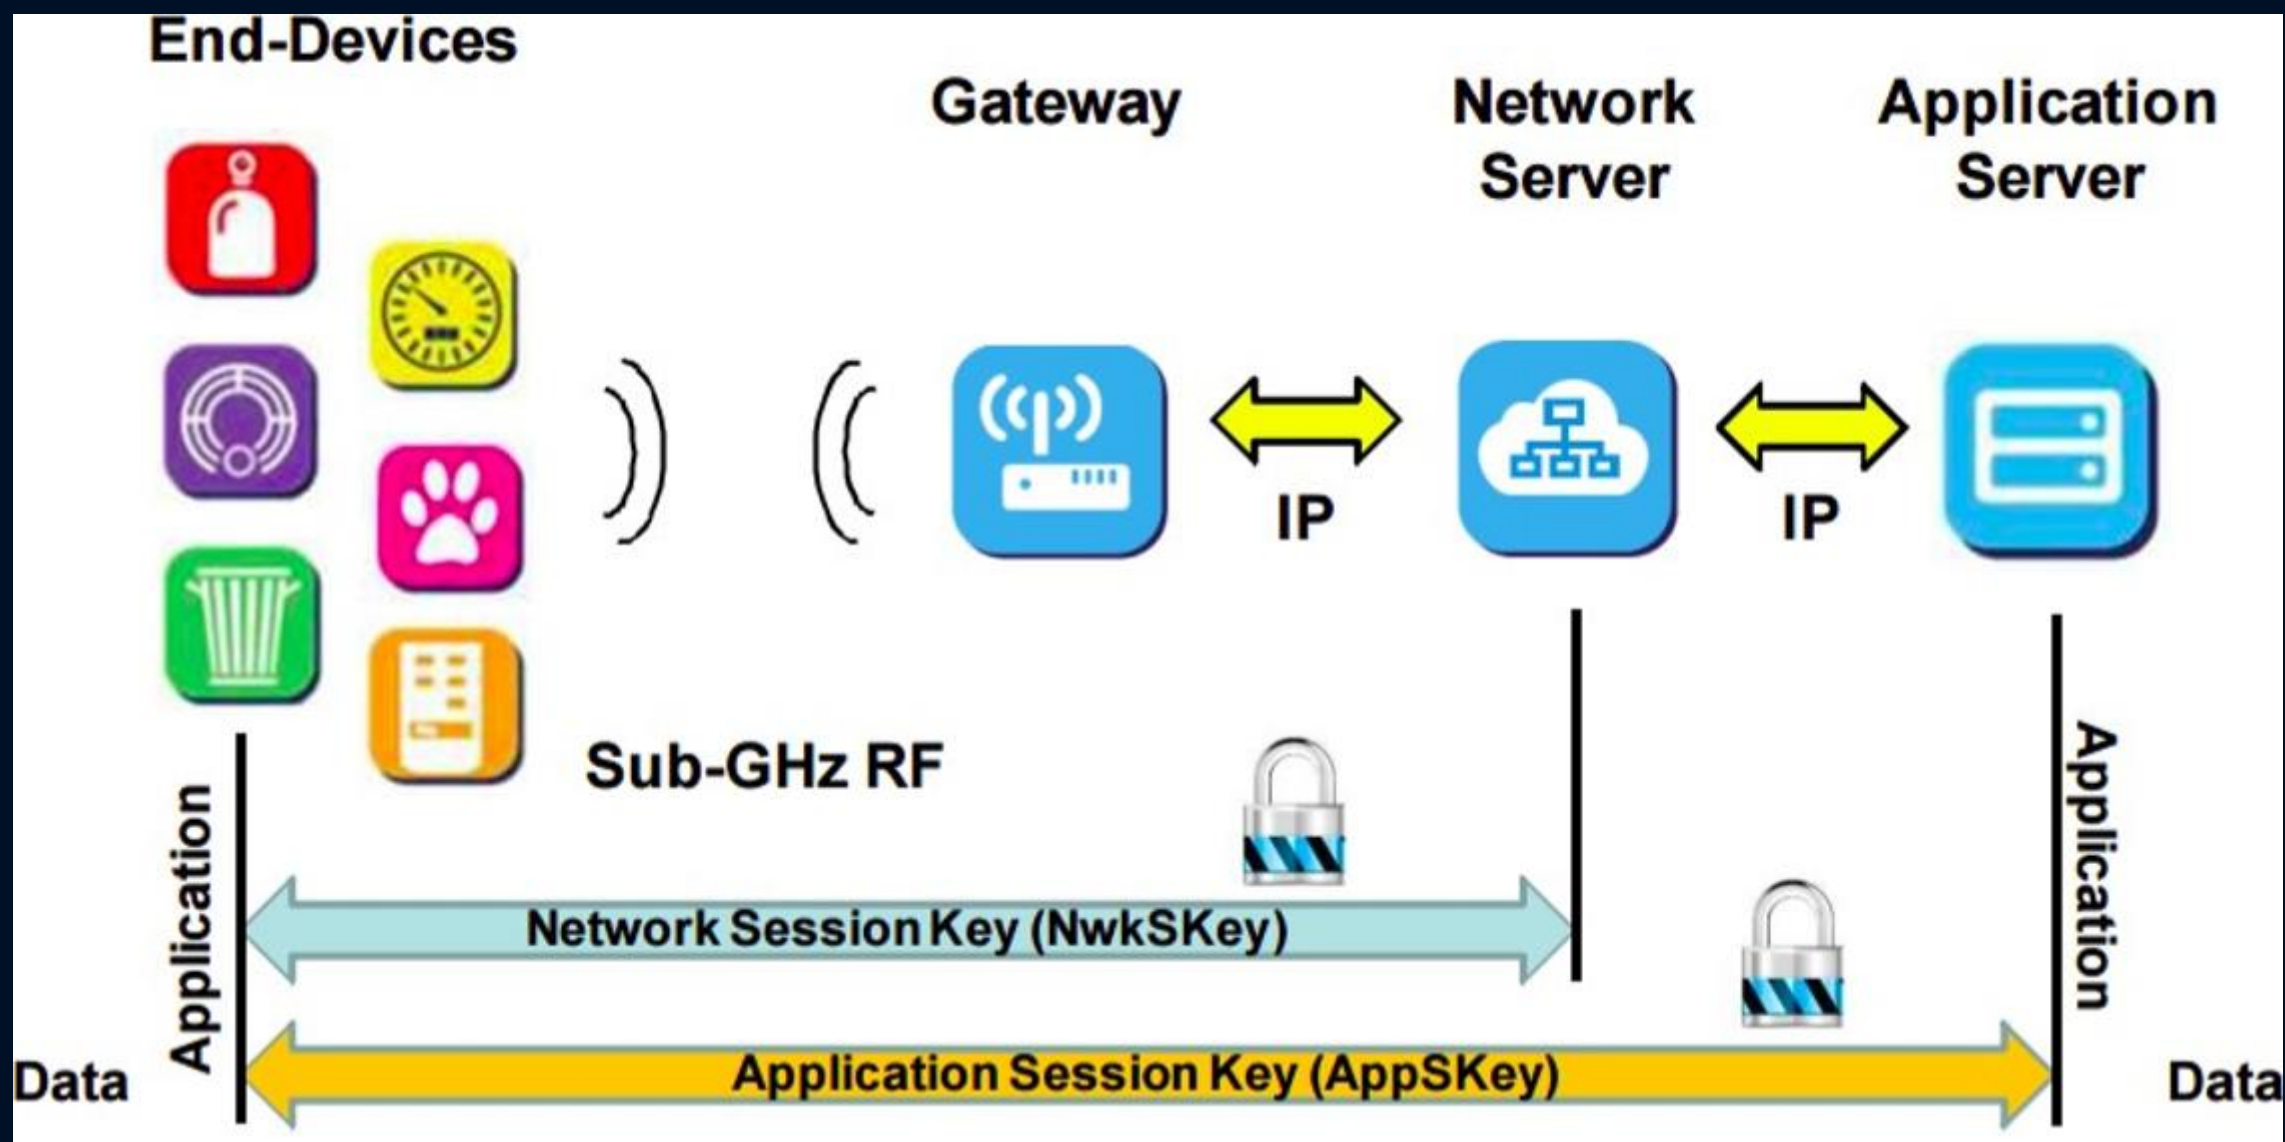 End-Devices
Gateway
Network
Server
Application
Server
IP
IP
Sub-GHz RF
Application
Application
Network Session Key (NwkSKey)
Data
Application Session Key (AppSKey)
Data